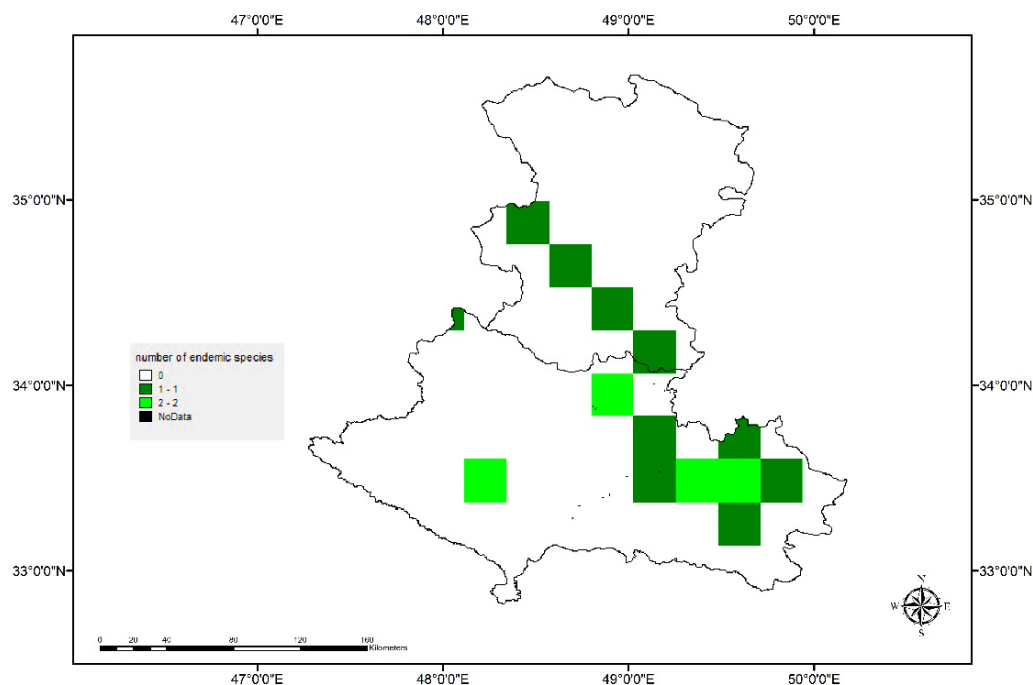 47°0'0"E 48°0'0"E 49°0'0"E 50°0'0"E
35°0'0"N 35°0'0"N
34°0'0"N 34°0'0"N
number of endemic species
0
1 - 1
2 - 2
NoData
33°0'0"N 33°0'0"N
N
W E
S
0 20 40 80 120 160
Kilometers
47°0'0"E 48°0'0"E 49°0'0"E 50°0'0"E